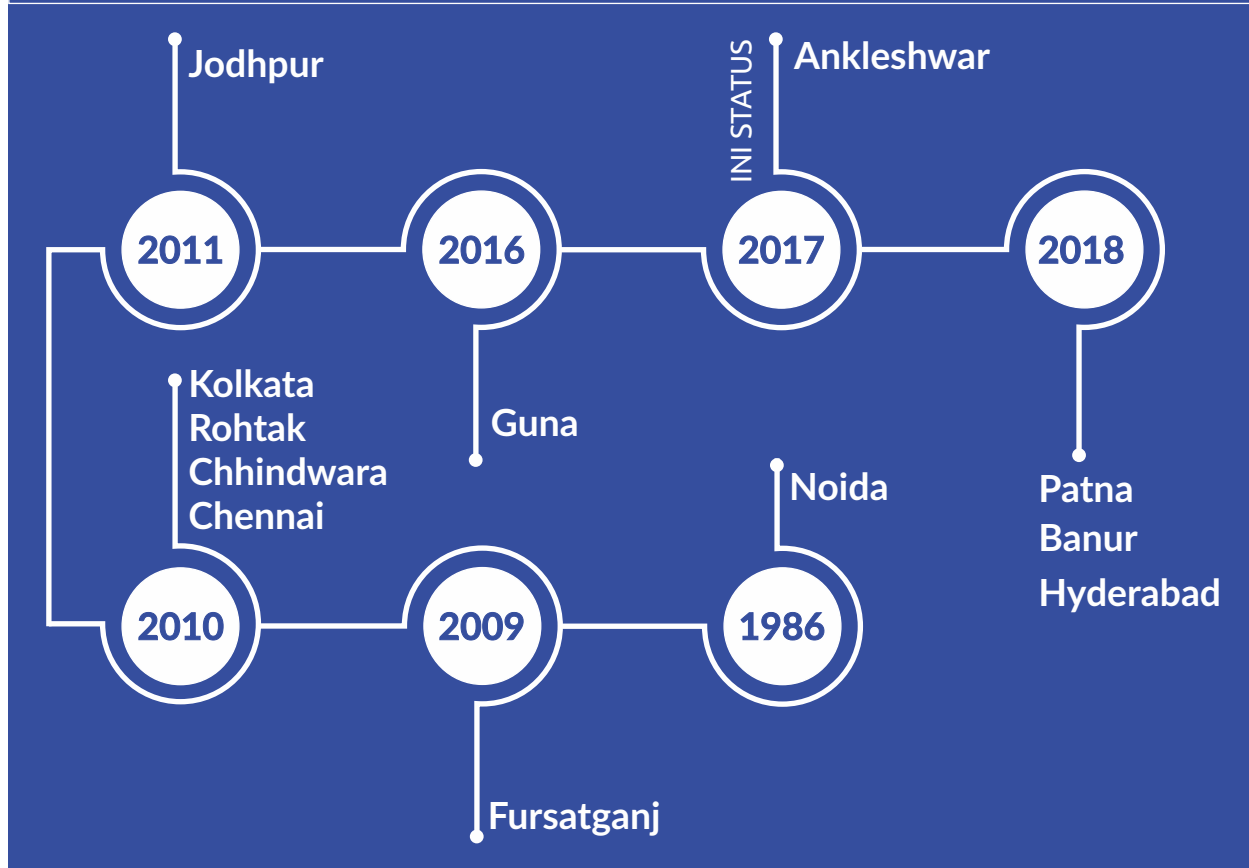 Jodhpur
INI STATUS
Ankleshwar
2011
2016
2017
2018
Kolkata
Rohtak
Chhindwara
Chennai
Guna
Noida
Patna
Banur
Hyderabad
2010
2009
1986
Fursatganj